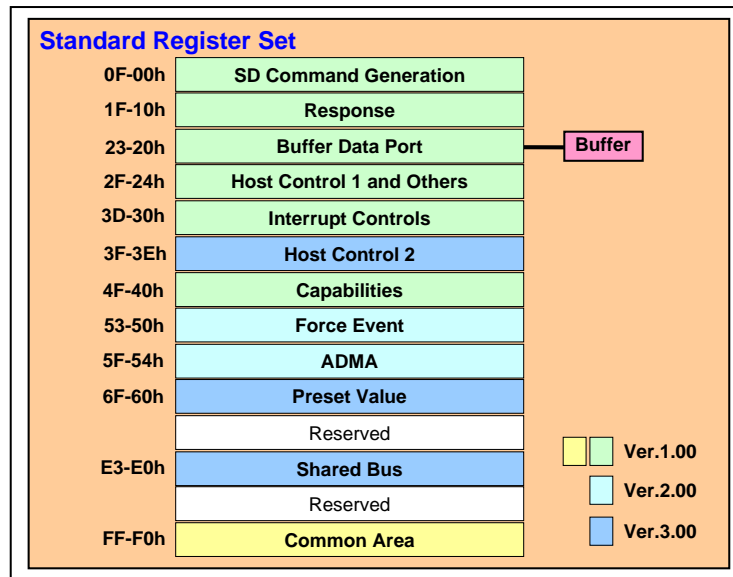 Standard Register Set
0F-00h SD Command Generation
1F-10h Response
23-20h Buffer Data Port Buffer
2F-24h Host Control 1 and Others
3D-30h Interrupt Controls
3F-3Eh Host Control 2
4F-40h Capabilities
53-50h Force Event
5F-54h ADMA
6F-60h Preset Value
Reserved
E3-E0h Shared Bus
Reserved
FF-F0h Common Area
Ver.1.00
Ver.2.00
Ver.3.00